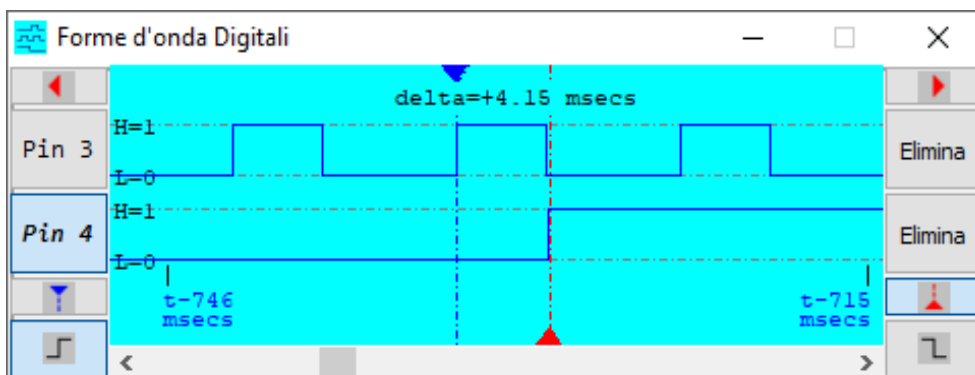 Forme d'onda Digitali
delta=+4.15 msecs
Pin 3
H=1
L=0
Elimina
Pin 4
H=1
L=0
Elimina
t-746
msecs
t-715
msecs